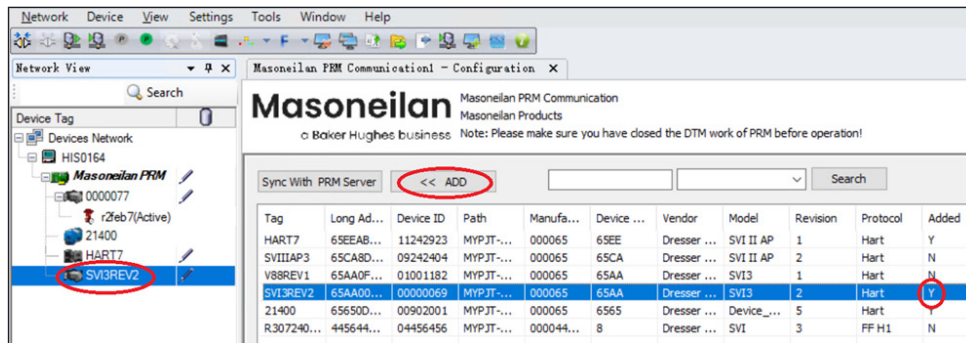 Network Device View Settings Tools Window Help
Network View
Masoneilan PRM Communication1 - Configuration
Search
Device Tag
Devices Network
HIS0164
Masoneilan PRM
0000077
r2feb7(Active)
21400
HART7
SVI3REV2
Masoneilan
a Baker Hughes business
Masoneilan PRM Communication
Masoneilan Products
Note: Please make sure you have closed the DTM work of PRM before operation!
Sync With PRM Server << ADD Search
Tag Long Ad... Device ID Path Manufa... Device ... Vendor Model Revision Protocol Added
HART7 65EEAB... 11242923 MYPJT-... 000065 65EE Dresser ... SVI II AP 1 Hart Y
SVIIIAP3 65CA8D... 09242404 MYPJT-... 000065 65CA Dresser ... SVI II AP 2 Hart N
V88REV1 65AA0F... 01001182 MYPJT-... 000065 65AA Dresser ... SVI3 1 Hart N
SVI3REV2 65AA00... 00000069 MYPJT-... 000065 65AA Dresser ... SVI3 2 Hart Y
21400 65650D... 00902001 MYPJT-... 000065 6565 Dresser ... Device_... 5 Hart Y
R307240... 445644... 04456456 MYPJT-... 000044... 8 Dresser ... SVI 3 FF H1 N